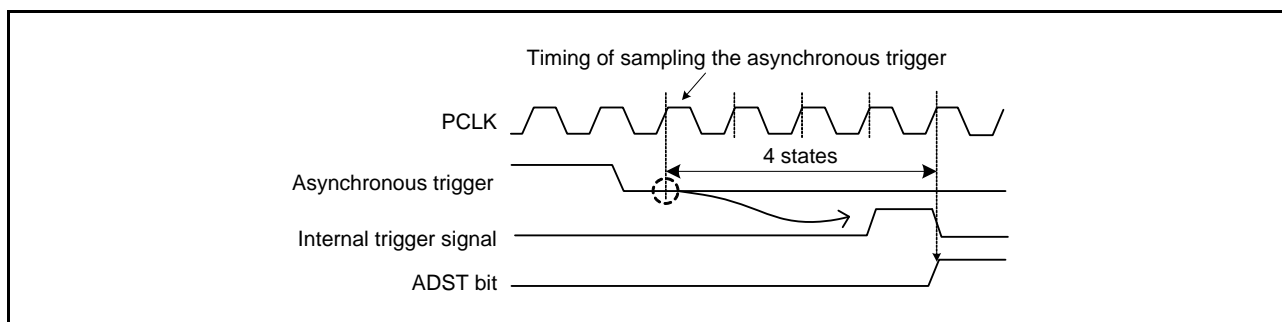 Timing of sampling the asynchronous trigger
PCLK
4 states
Asynchronous trigger
Internal trigger signal
ADST bit